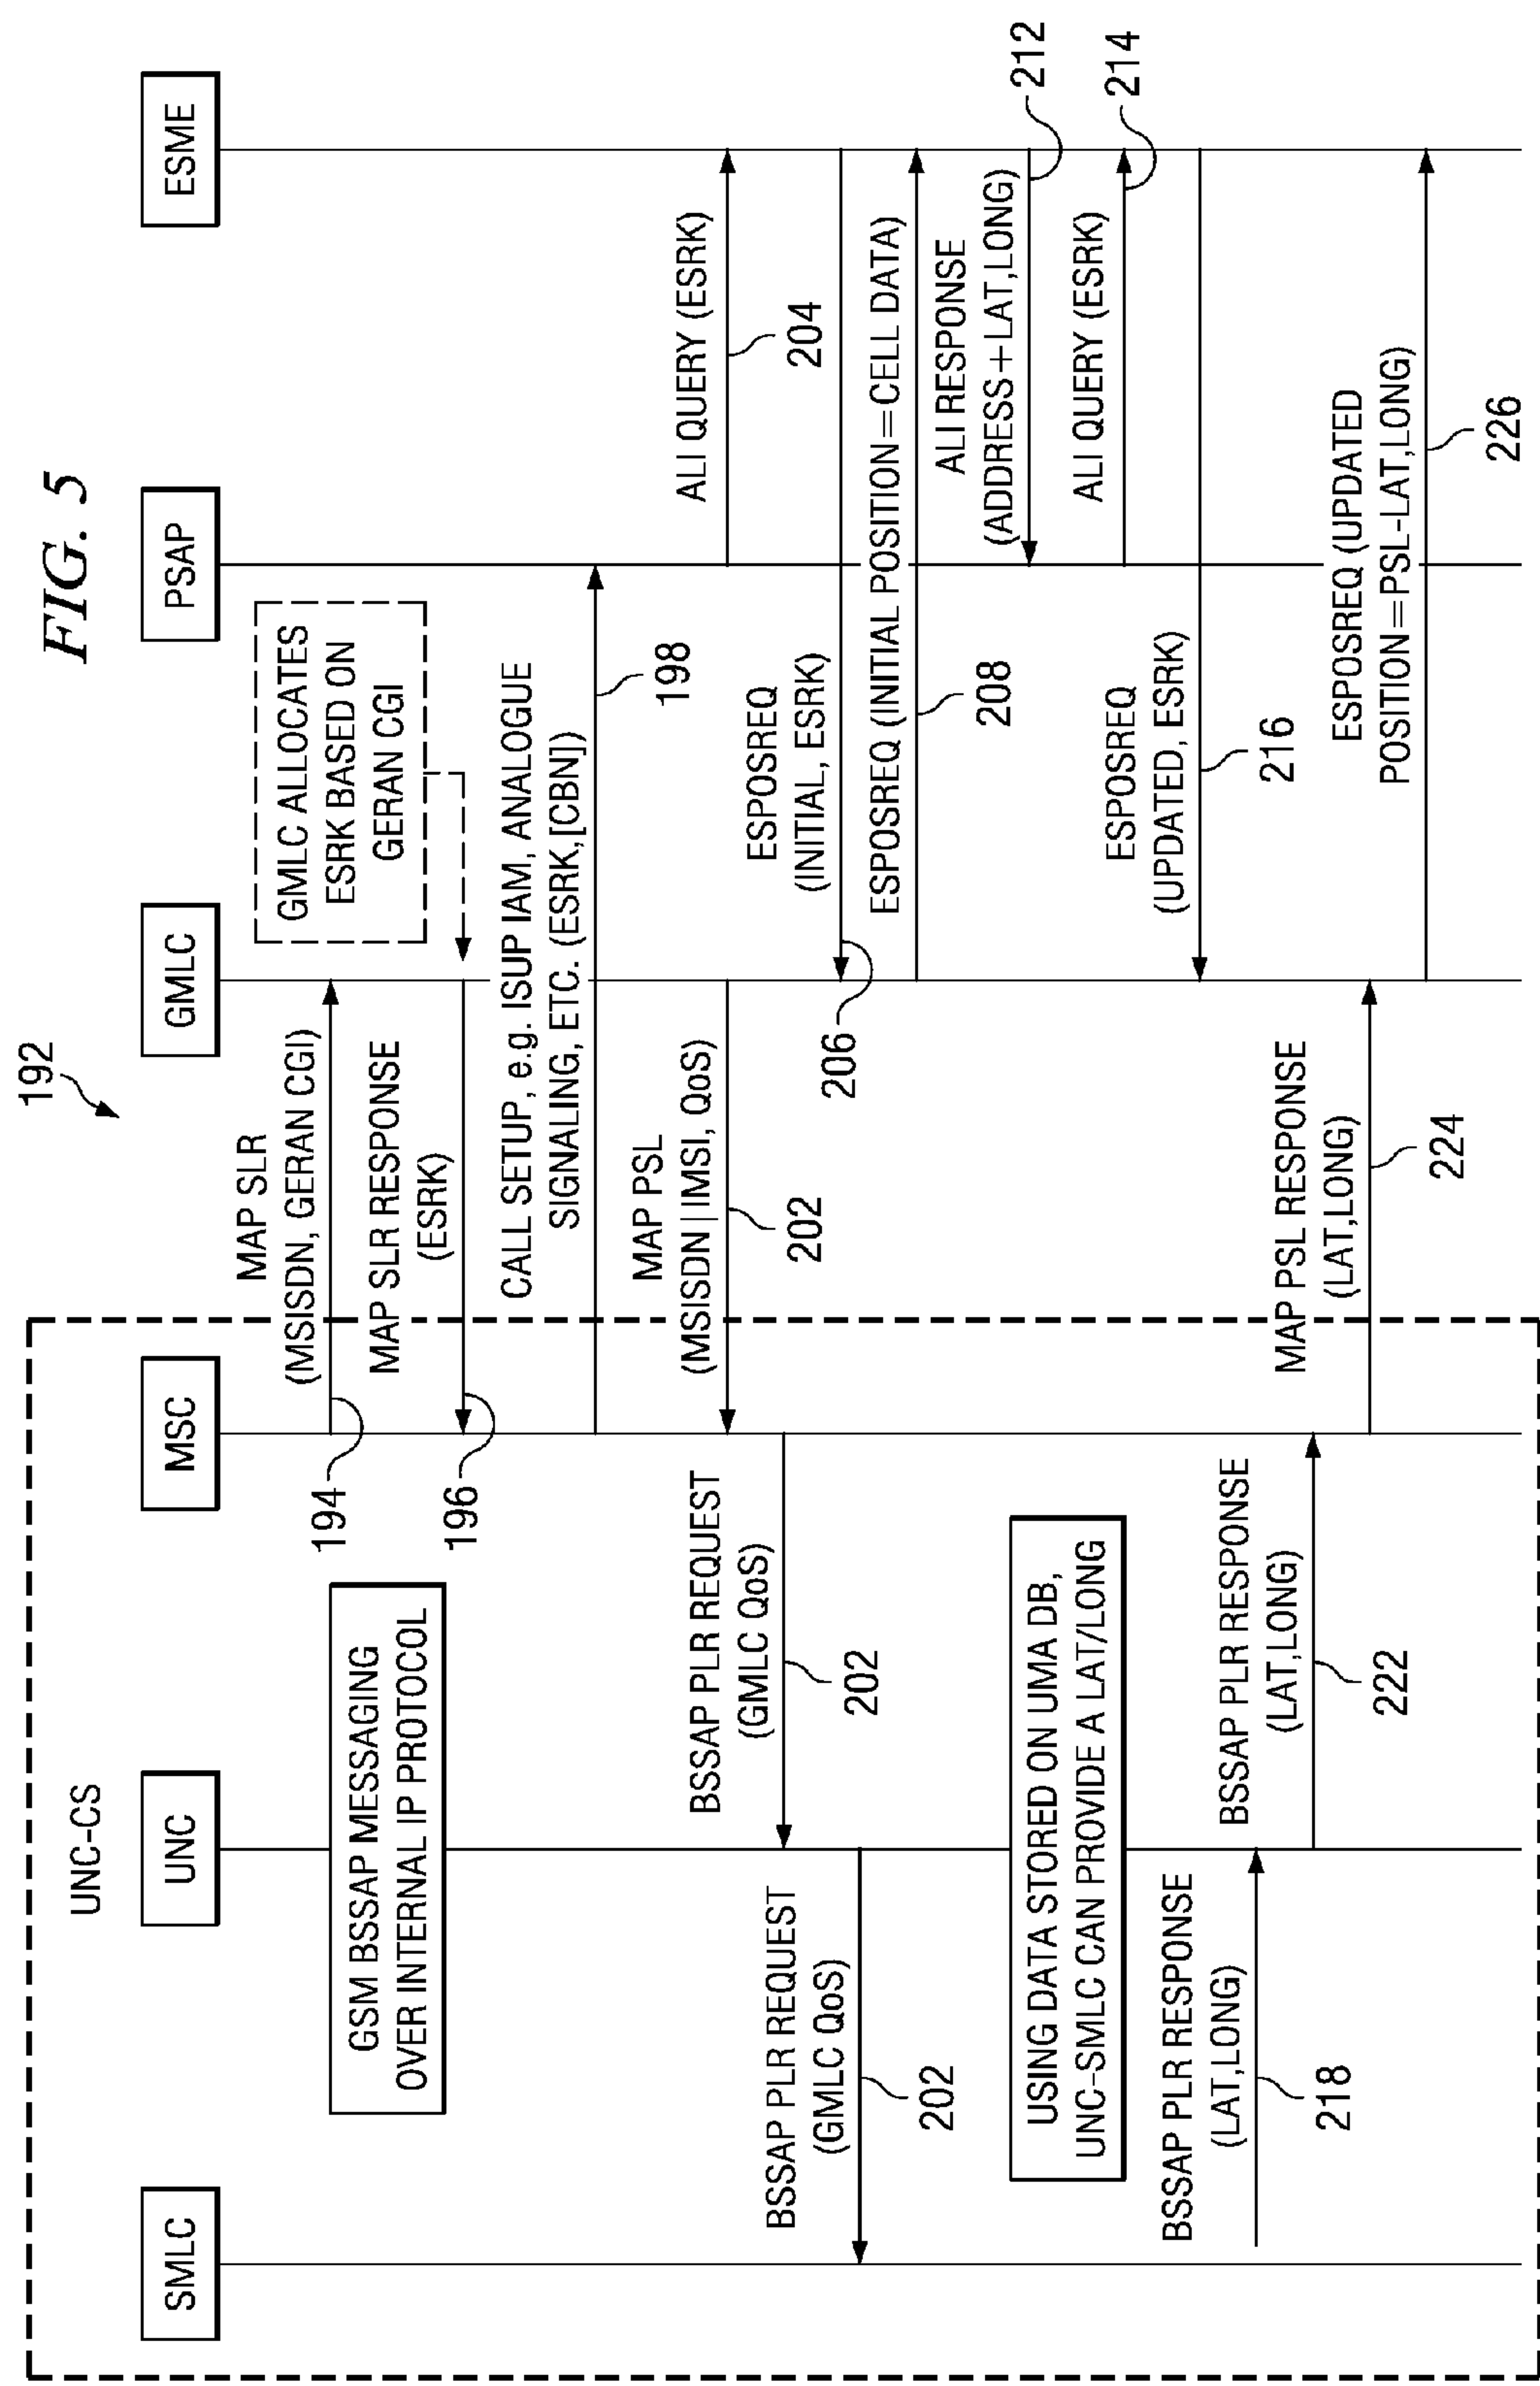 FIG. 5
192
UNC-CS
SMLC
UNC
MSC
GMLC
PSAP
ESME
GSM BSSAP MESSAGING
OVER INTERNAL IP PROTOCOL
MAP SLR
(MSISDN, GERAN CGI)
194
GMLC ALLOCATES
ESRK BASED ON
GERAN CGI
MAP SLR RESPONSE
(ESRK)
196
CALL SETUP, e.g. ISUP IAM, ANALOGUE
SIGNALING, ETC. (ESRK,[CBN])
198
MAP PSL
(MSISDN|IMSI, QoS)
202
ALI QUERY (ESRK)
204
BSSAP PLR REQUEST
(GMLC QoS)
202
ESPOSREQ
(INITIAL, ESRK)
206
BSSAP PLR REQUEST
(GMLC QoS)
202
ESPOSREQ (INITIAL POSITION=CELL DATA)
208
ALI RESPONSE
(ADDRESS+LAT,LONG)
212
USING DATA STORED ON UMA DB,
UNC-SMLC CAN PROVIDE A LAT/LONG
ALI QUERY (ESRK)
214
ESPOSREQ
(UPDATED, ESRK)
216
BSSAP PLR RESPONSE
(LAT,LONG)
218
BSSAP PLR RESPONSE
(LAT,LONG)
222
MAP PSL RESPONSE
(LAT,LONG)
224
ESPOSREQ (UPDATED
POSITION=PSL-LAT,LONG)
226